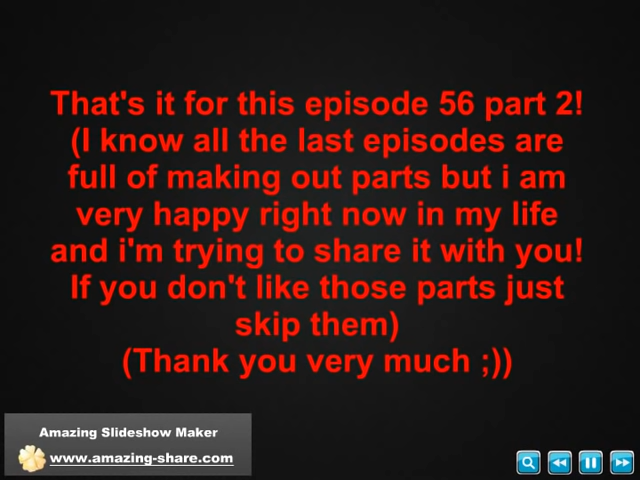 That's it for this episode 56 part 2!
(I know all the last episodes are
full of making out parts but i am
very happy right now in my life
and i'm trying to share it with you!
If you don't like those parts just
skip them)
(Thank you very much ;))
Amazing Slideshow Maker
www.amazing-share.com